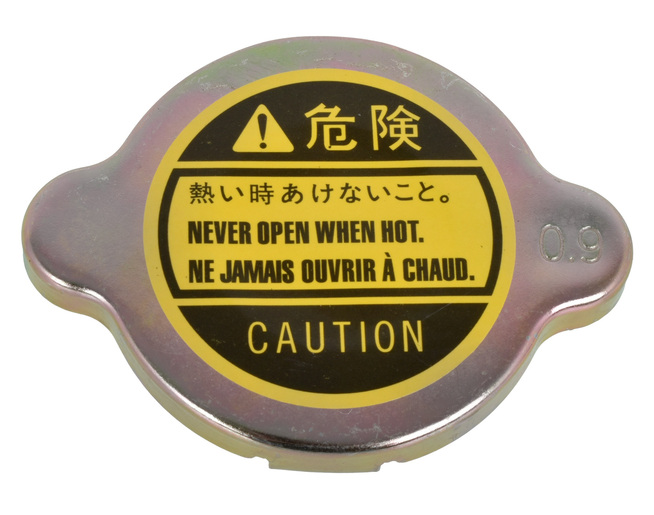 危険
熱い時あけないこと。
NEVER OPEN WHEN HOT.
NE JAMAIS OUVRIR À CHAUD.
0.9
CAUTION